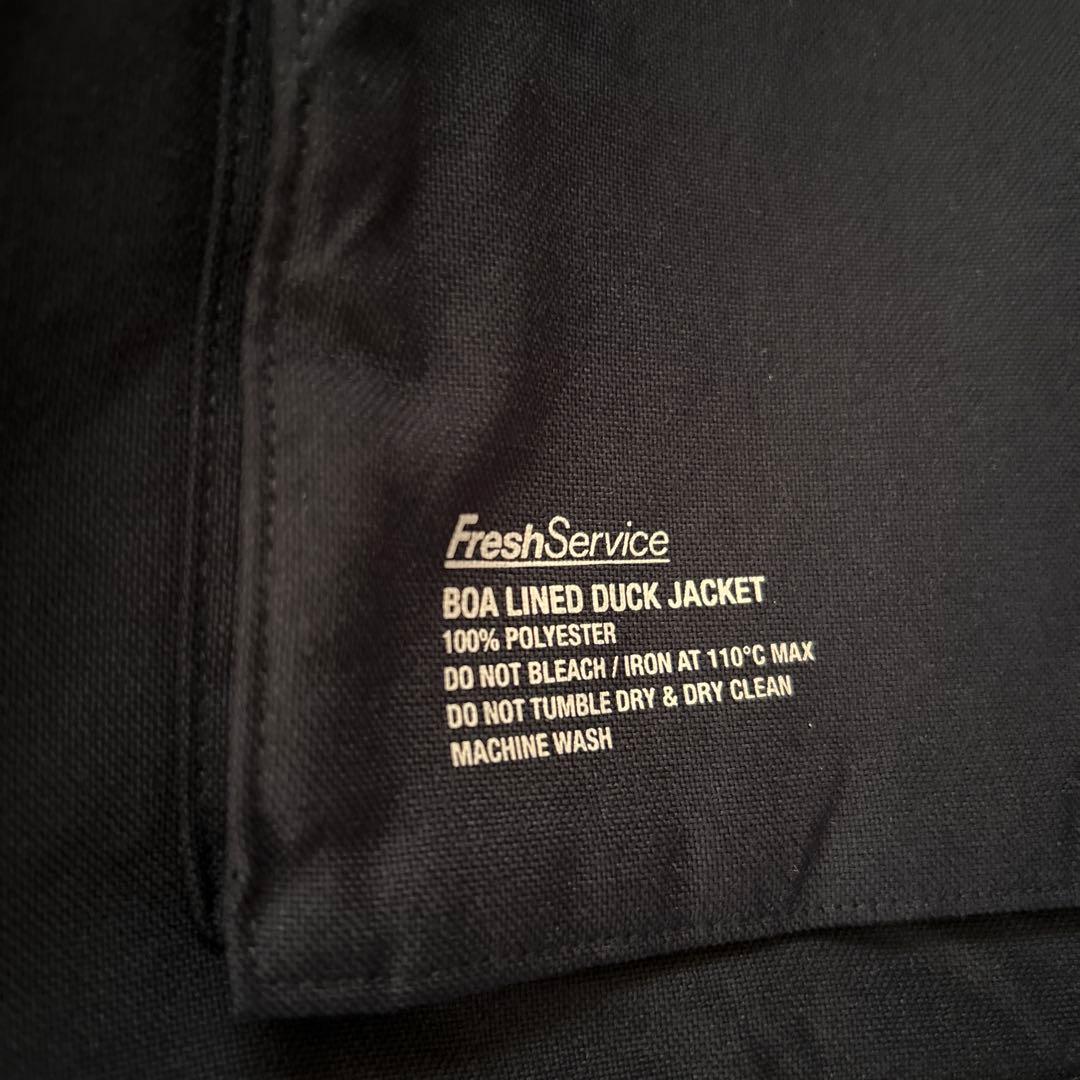 FreshService
BOA LINED DUCK JACKET
100% POLYESTER
DO NOT BLEACH / IRON AT 110°C MAX
DO NOT TUMBLE DRY & DRY CLEAN
MACHINE WASH